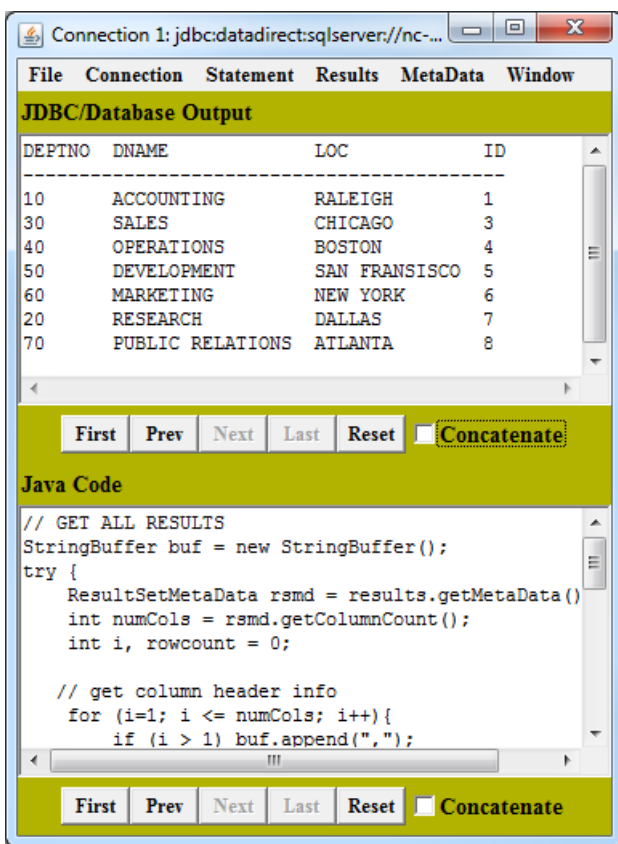 Connection 1: jdbc:datadirect:sqlserver://nc-...
File Connection Statement Results MetaData Window
JDBC/Database Output
DEPTNO DNAME LOC ID
-----------------------------------------------
10 ACCOUNTING RALEIGH 1
30 SALES CHICAGO 3
40 OPERATIONS BOSTON 4
50 DEVELOPMENT SAN FRANSISCO 5
60 MARKETING NEW YORK 6
20 RESEARCH DALLAS 7
70 PUBLIC RELATIONS ATLANTA 8
First Prev Next Last Reset Concatenate
Java Code
// GET ALL RESULTS
StringBuffer buf = new StringBuffer();
try {
ResultSetMetaData rsmd = results.getMetaData()
int numCols = rsmd.getColumnCount();
int i, rowcount = 0;
// get column header info
for (i=1; i <= numCols; i++){
if (i > 1) buf.append(",");
First Prev Next Last Reset Concatenate